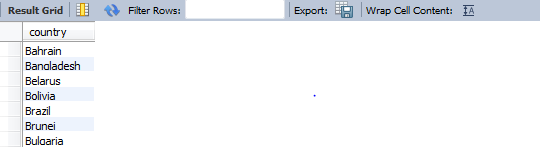 Result Grid Filter Rows: Export: Wrap Cell Content:
country
Bahrain
Bangladesh
Belarus
Bolivia
Brazil
Brunei
Bulgaria